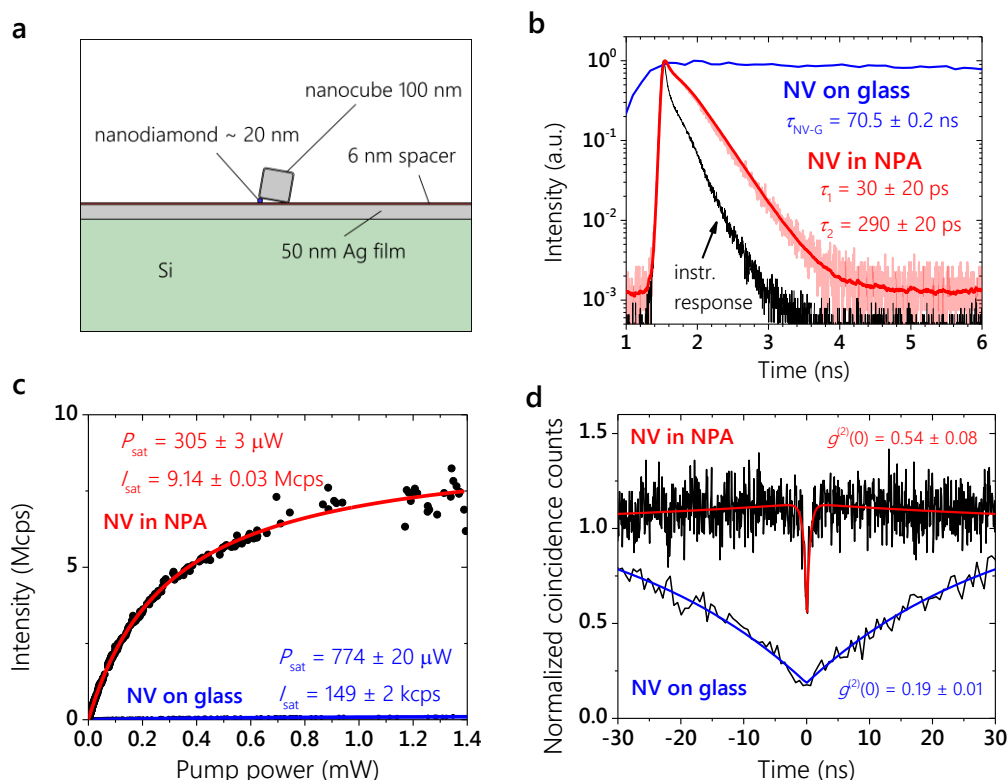 a
nanocube 100 nm
nanodiamond ~ 20 nm
6 nm spacer
50 nm Ag film
Si
b
10⁰
10⁻¹
10⁻²
10⁻³
Intensity (a.u.)
NV on glass
τNV-G = 70.5 ± 0.2 ns
NV in NPA
τ₁ = 30 ± 20 ps
τ₂ = 290 ± 20 ps
instr.
response
1 2 3 4 5 6
Time (ns)
c
10
5
0
Intensity (Mcps)
Psat = 305 ± 3 μW
Isat = 9.14 ± 0.03 Mcps
NV in NPA
Psat = 774 ± 20 μW
Isat = 149 ± 2 kcps
NV on glass
0.0 0.2 0.4 0.6 0.8 1.0 1.2 1.4
Pump power (mW)
d
1.5
1.0
0.5
0.0
Normalized coincidence counts
NV in NPA
g⁽²⁾(0) = 0.54 ± 0.08
NV on glass
g⁽²⁾(0) = 0.19 ± 0.01
-30 -20 -10 0 10 20 30
Time (ns)